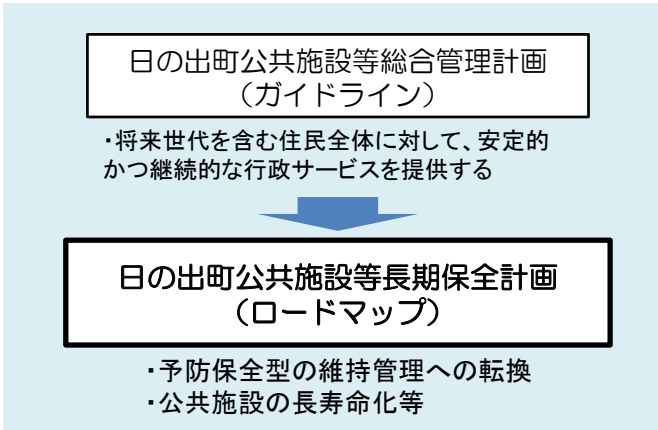 日の出町公共施設等総合管理計画
（ガイドライン）
・将来世代を含む住民全体に対して、安定的
かつ継続的な行政サービスを提供する
日の出町公共施設等長期保全計画
（ロードマップ）
・予防保全型の維持管理への転換
・公共施設の長寿命化等